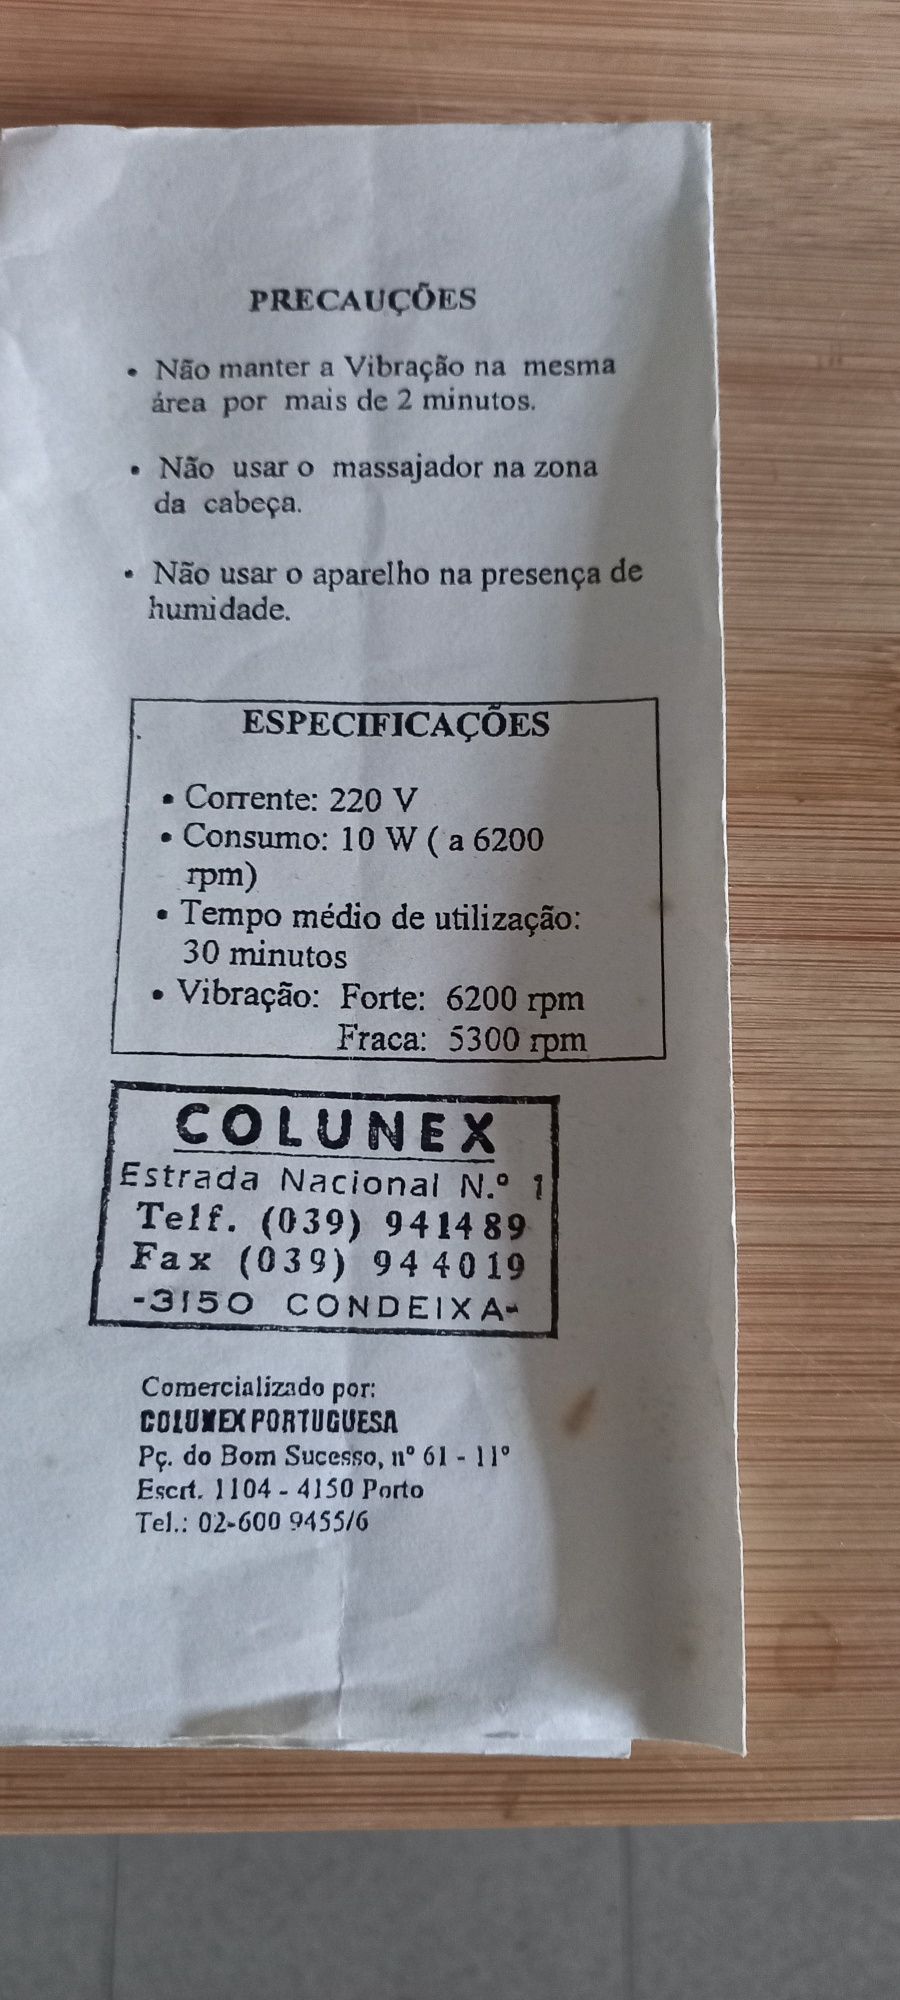 PRECAUÇÕES
• Não manter a Vibração na mesma
área por mais de 2 minutos.
• Não usar o massajador na zona
da cabeça.
• Não usar o aparelho na presença de
humidade.
ESPECIFICAÇÕES
• Corrente: 220 V
• Consumo: 10 W ( a 6200
rpm)
• Tempo médio de utilização:
30 minutos
• Vibração: Forte: 6200 rpm
Fraca: 5300 rpm
COLUNEX
Estrada Nacional N.º 1
Telf. (039) 941489
Fax (039) 944019
-3150 CONDEIXA-
Comercializado por:
COLUNEX PORTUGUESA
Pç. do Bom Sucesso, nº 61 - 11º
Escrt. 1104 - 4150 Porto
Tel.: 02-600 9455/6